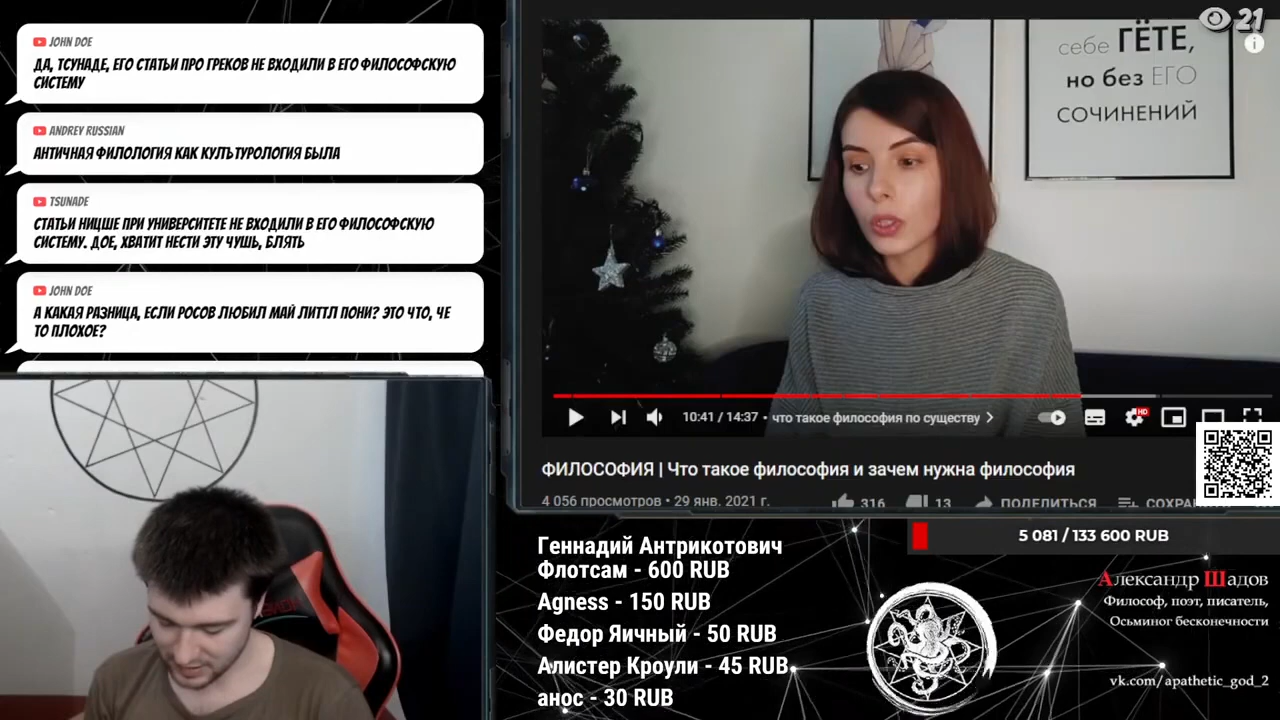 JOHN DOE
ДА, ТСУНАДЕ, ЕГО СТАТЬИ ПРО ГРЕКОВ НЕ ВХОДИЛИ В ЕГО ФИЛОСОФСКУЮ
СИСТЕМУ
ANDREY RUSSIAN
АНТИЧНАЯ ФИЛОЛОГИЯ КАК КУЛЪТУРОЛОГИЯ БЫЛА
TSUNADE
СТАТЬИ НИЦШЕ ПРИ УНИВЕРСИТЕТЕ НЕ ВХОДИЛИ В ЕГО ФИЛОСОФСКУЮ
СИСТЕМУ. ДОЕ, ХВАТИТ НЕСТИ ЭТУ ЧУШЬ, БЛЯТЬ
JOHN DOE
А КАКАЯ РАЗНИЦА, ЕСЛИ РОСОВ ЛЮБИЛ МАЙ ЛИТТЛ ПОНИ? ЭТО ЧТО, ЧЕ
ТО ПЛОХОЕ?
21
себе ГЁТЕ,
но без ЕГО
СОЧИНЕНИЙ
10:41 / 14:37 • что такое философия по существу
HD
ФИЛОСОФИЯ | Что такое философия и зачем нужна философия
4 056 просмотров • 29 янв. 2021 г.
316
13
ПОДЕЛИТЬСЯ
5 081 / 133 600 RUB
Геннадий Антрикотович
Флотсам - 600 RUB
Agness - 150 RUB
Федор Яичный - 50 RUB
Алистер Кроули - 45 RUB
анос - 30 RUB
Александр Шадов
Философ, поэт, писатель,
Осьминог бесконечности
vk.com/apathetic_god_2